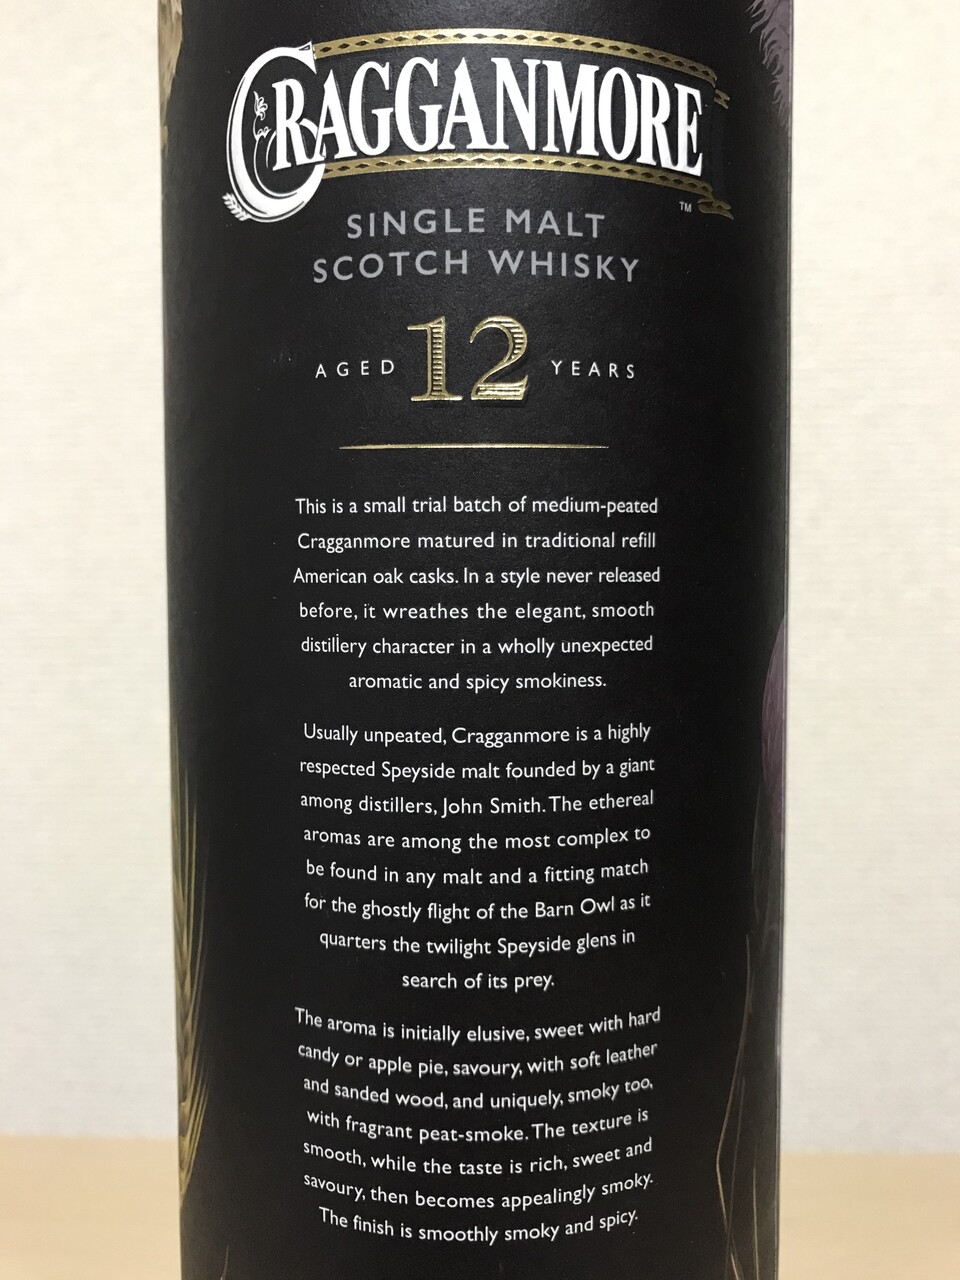 CRAGGANMORE
TM
SINGLE MALT
SCOTCH WHISKY
AGED 12 YEARS
This is a small trial batch of medium-peated
Cragganmore matured in traditional refill
American oak casks. In a style never released
before, it wreathes the elegant, smooth
distillery character in a wholly unexpected
aromatic and spicy smokiness.
Usually unpeated, Cragganmore is a highly
respected Speyside malt founded by a giant
among distillers, John Smith. The ethereal
aromas are among the most complex to
be found in any malt and a fitting match
for the ghostly flight of the Barn Owl as it
quarters the twilight Speyside glens in
search of its prey.
The aroma is initially elusive, sweet with hard
candy or apple pie, savoury, with soft leather
and sanded wood, and uniquely, smoky too,
with fragrant peat-smoke. The texture is
smooth, while the taste is rich, sweet and
savoury, then becomes appealingly smoky.
The finish is smoothly smoky and spicy.